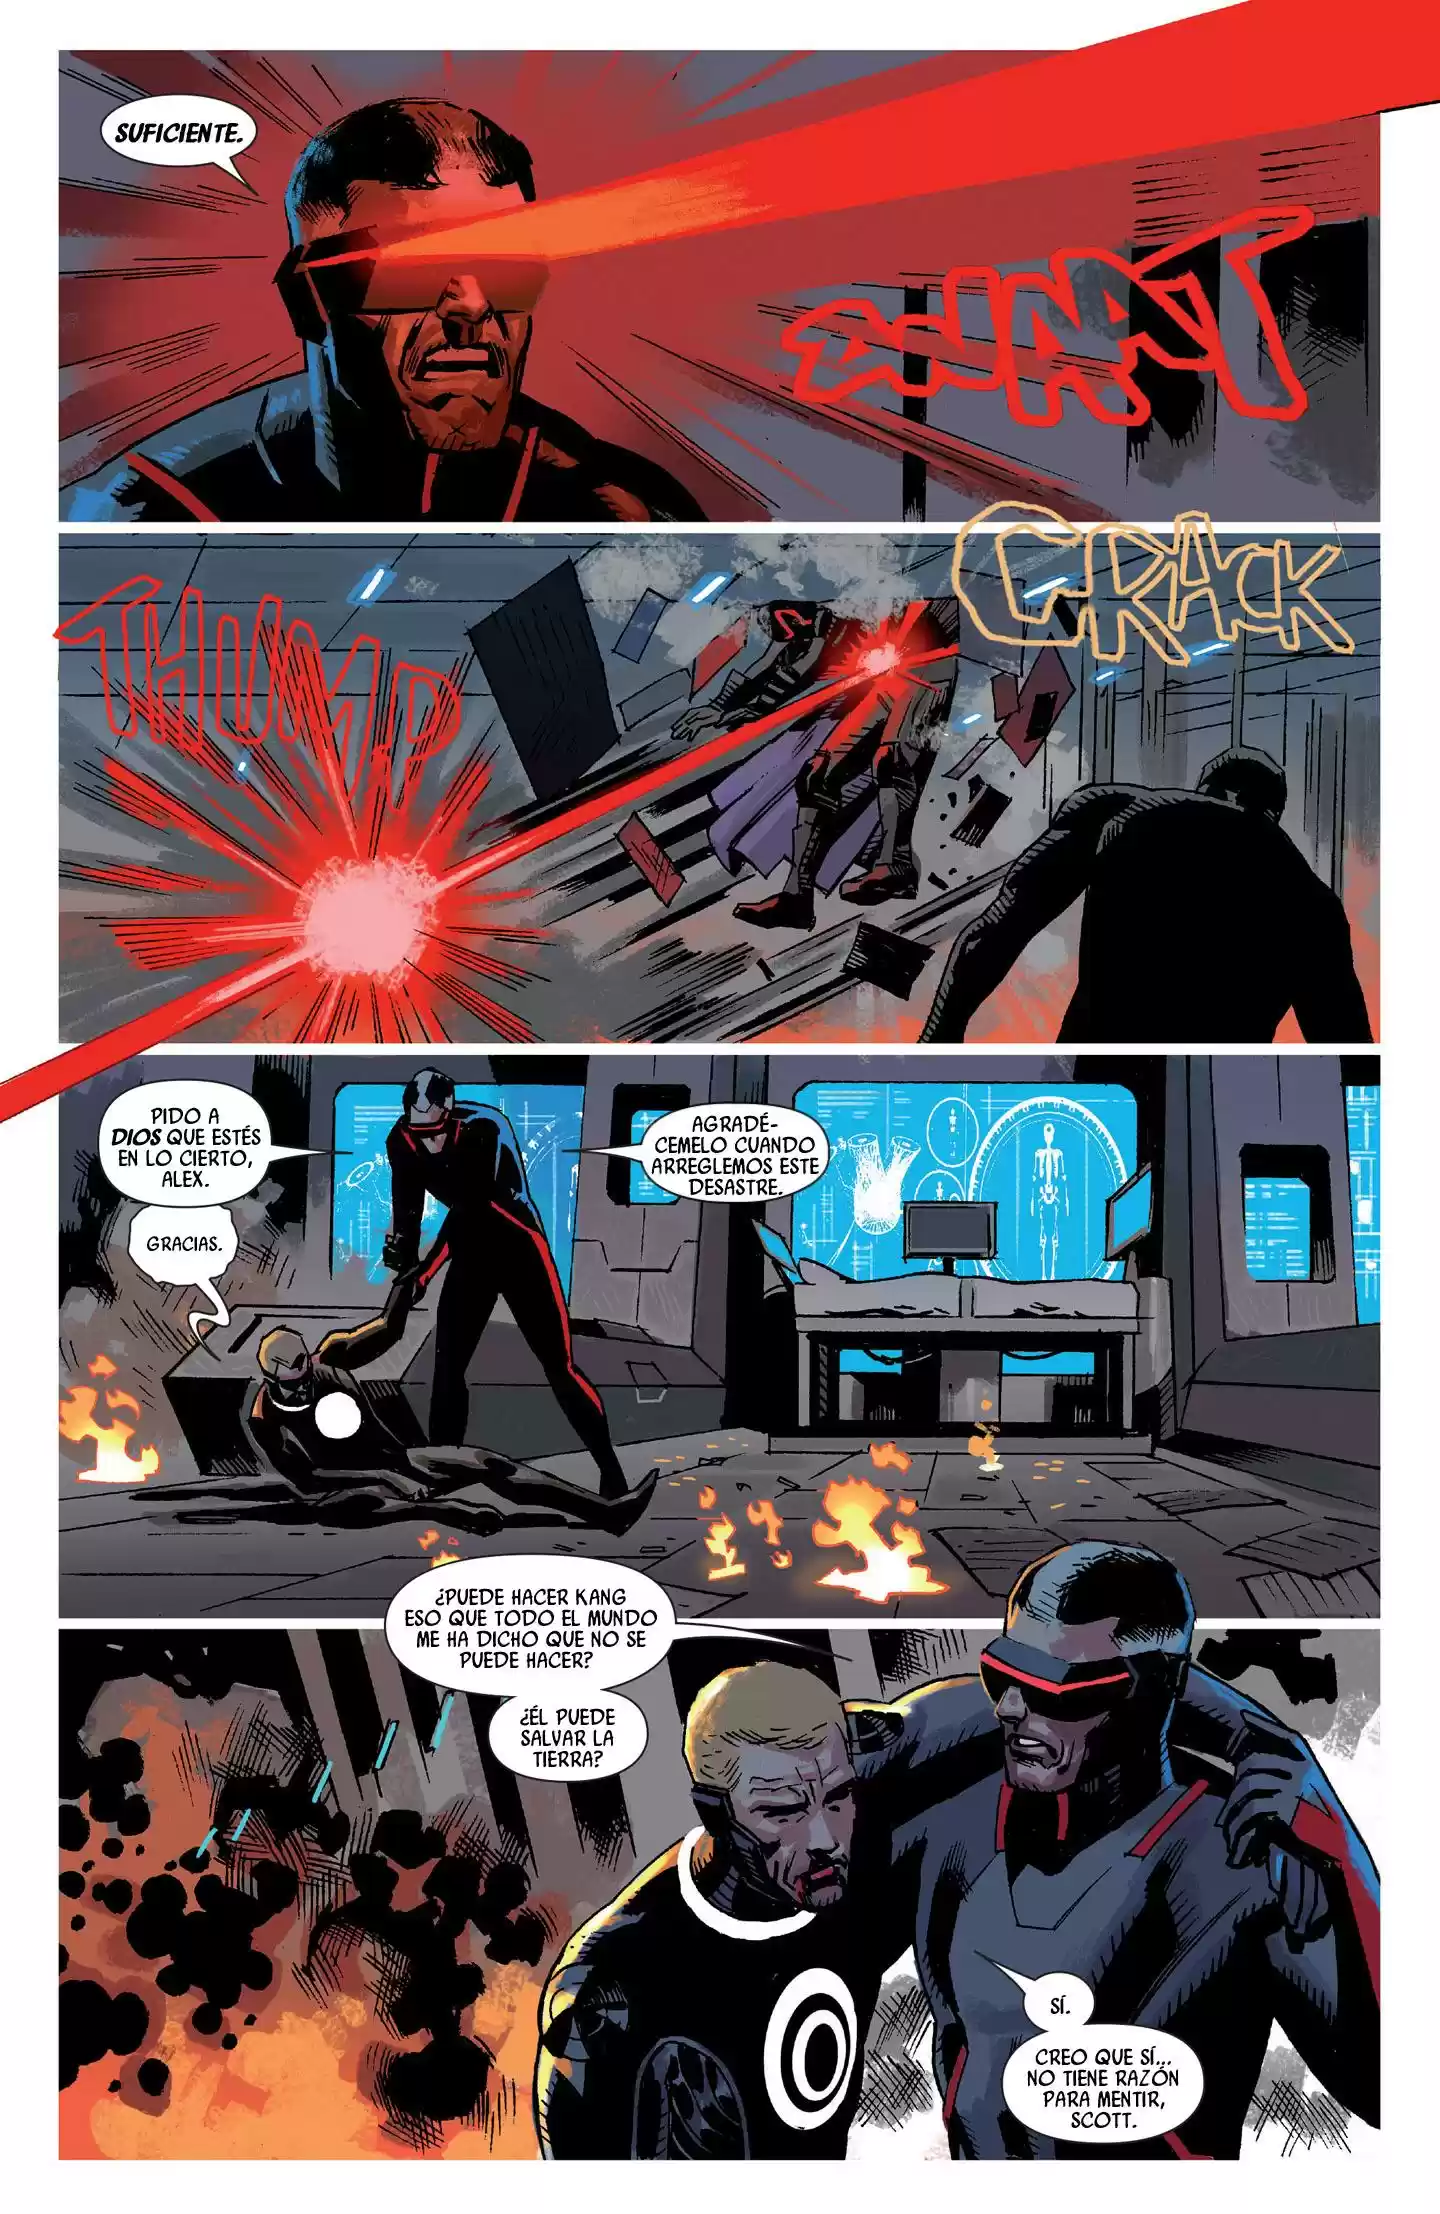 SUFICIENTE.
ZWAT
THUMP
CRACK
PIDO A
DIOS QUE ESTÉS
EN LO CIERTO,
ALEX.
AGRADÉ-
CEMELO CUANDO
ARREGLEMOS ESTE
DESASTRE.
GRACIAS.
¿PUEDE HACER KANG
ESO QUE TODO EL MUNDO
ME HA DICHO QUE NO SE
PUEDE HACER?
¿ÉL PUEDE
SALVAR LA
TIERRA?
SÍ.
CREO QUE SÍ...
NO TIENE RAZÓN
PARA MENTIR,
SCOTT.